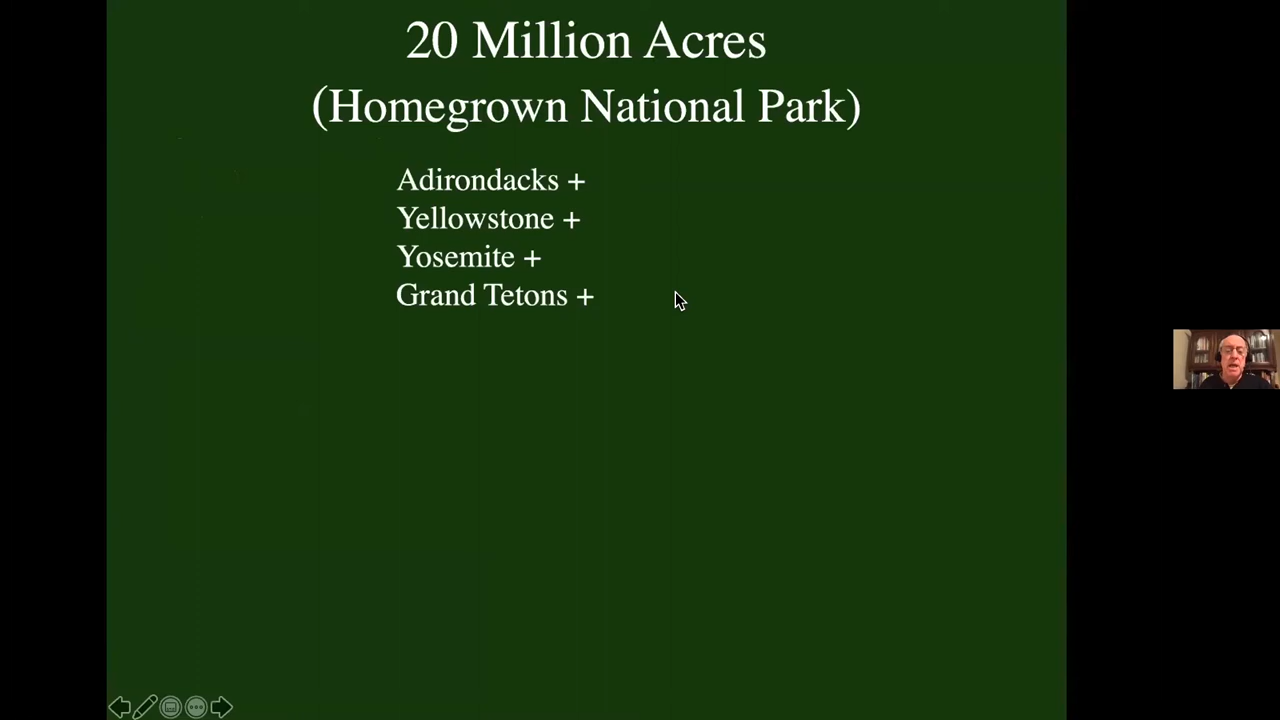 20 Million Acres
(Homegrown National Park)
Adirondacks +
Yellowstone +
Yosemite +
Grand Tetons +